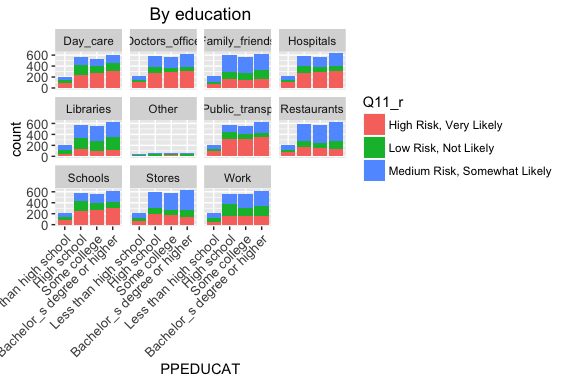 By education
Day_care
Doctors_office
Family_friends
Hospitals
600
400
200
0
Libraries
Other
Public_transp
Restaurants
600
400
200
0
Schools
Stores
Work
600
400
200
0
count
than high school
High school
Some college
Bachelor_s degree or higher
Less than high school
High school
Some college
Bachelor_s degree or higher
Less than high school
High school
Some college
Bachelor_s degree or higher
PPEDUCAT
Q11_r
High Risk, Very Likely
Low Risk, Not Likely
Medium Risk, Somewhat Likely